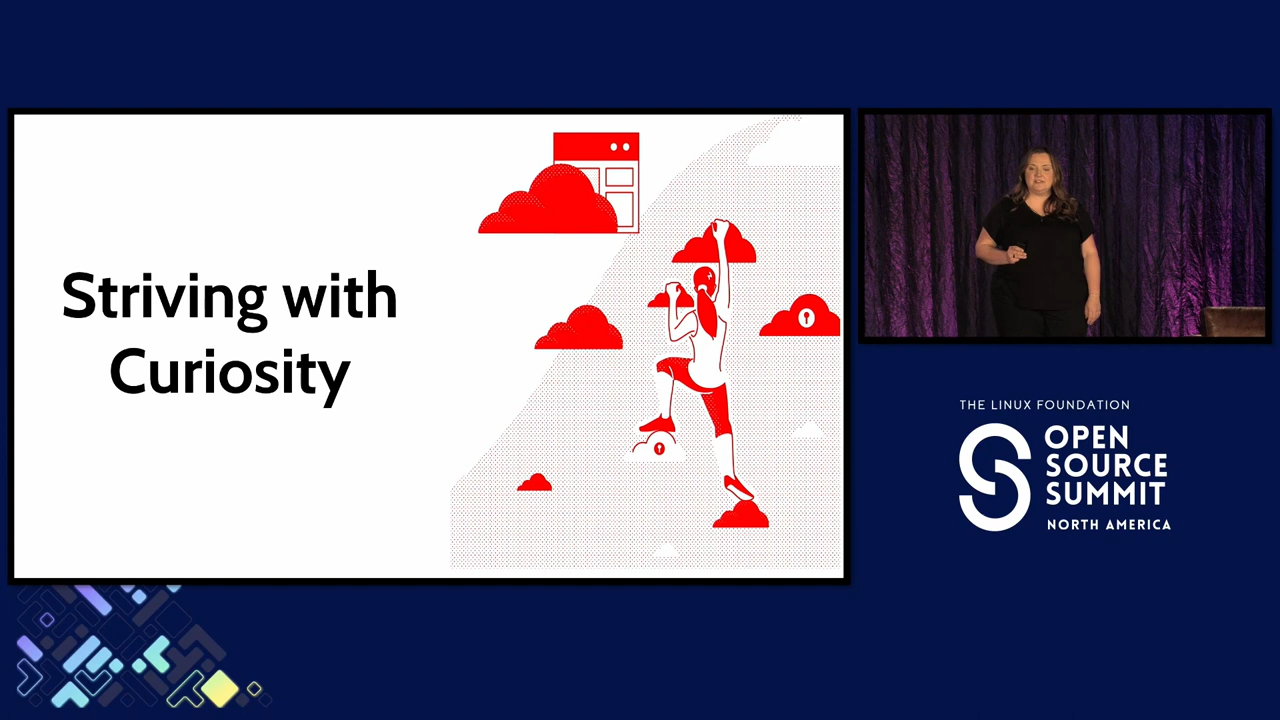 Striving with
Curiosity
THE LINUX FOUNDATION
OPEN
SOURCE
SUMMIT
NORTH AMERICA